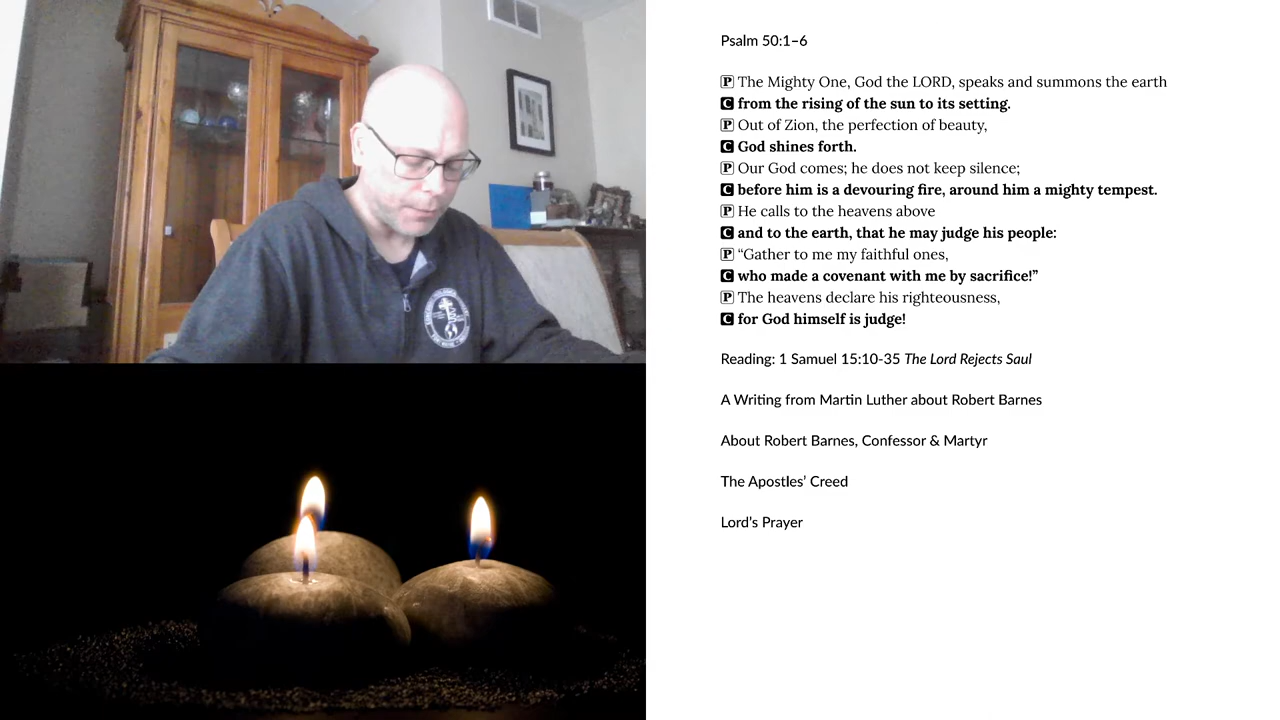 Psalm 50:1–6
P The Mighty One, God the LORD, speaks and summons the earth
C from the rising of the sun to its setting.
P Out of Zion, the perfection of beauty,
C God shines forth.
P Our God comes; he does not keep silence;
C before him is a devouring fire, around him a mighty tempest.
P He calls to the heavens above
C and to the earth, that he may judge his people:
P “Gather to me my faithful ones,
C who made a covenant with me by sacrifice!”
P The heavens declare his righteousness,
C for God himself is judge!
Reading: 1 Samuel 15:10-35 The Lord Rejects Saul
A Writing from Martin Luther about Robert Barnes
About Robert Barnes, Confessor & Martyr
The Apostles’ Creed
Lord’s Prayer